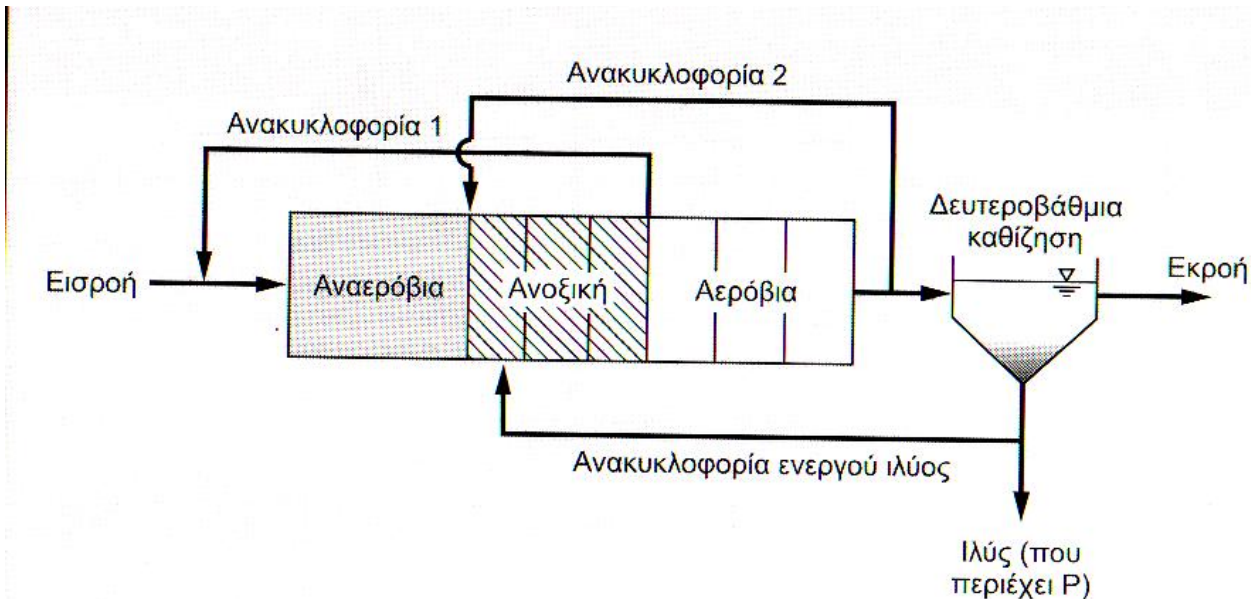 Ανακυκλοφορία 2
Ανακυκλοφορία 1
Δευτεροβάθμια
καθίζηση
Εισροή
Αναερόβια
Ανοξική
Αερόβια
Εκροή
Ανακυκλοφορία ενεργού ιλύος
Ιλύς (που
περιέχει P)